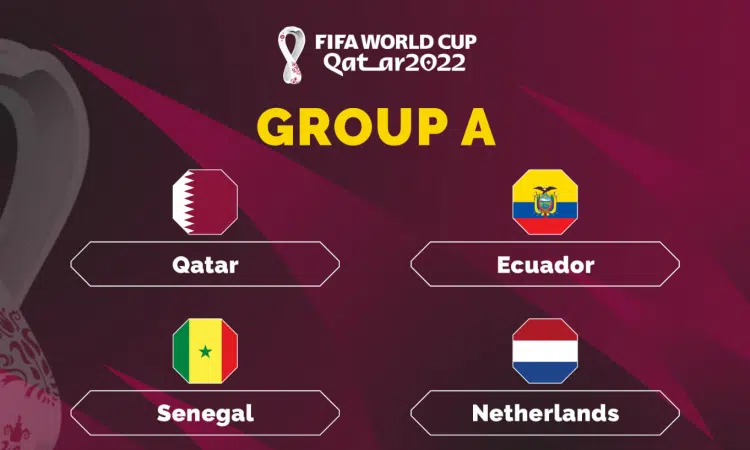 FIFA WORLD CUP
Qatar2022
GROUP A
Qatar
Ecuador
Senegal
Netherlands